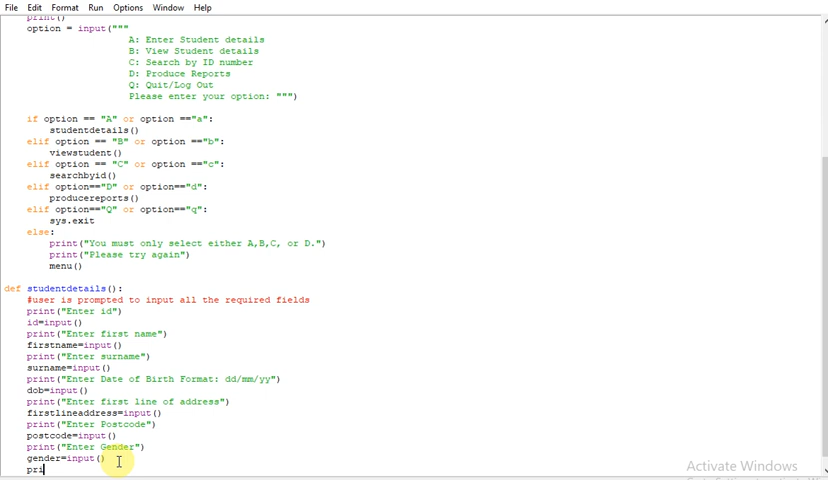 File Edit Format Run Options Window Help
print()
option = input("""
A: Enter Student details
B: View Student details
C: Search by ID number
D: Produce Reports
Q: Quit/Log Out
Please enter your option: """)
if option == "A" or option =="a":
studentdetails()
elif option == "B" or option =="b":
viewstudent()
elif option == "C" or option =="c":
searchbyid()
elif option=="D" or option=="d":
producereports()
elif option=="Q" or option=="q":
sys.exit
else:
print("You must only select either A,B,C, or D.")
print("Please try again")
menu()
def studentdetails():
#user is prompted to input all the required fields
print("Enter id")
id=input()
print("Enter first name")
firstname=input()
print("Enter surname")
surname=input()
print("Enter Date of Birth Format: dd/mm/yy")
dob=input()
print("Enter first line of address")
firstlineaddress=input()
print("Enter Postcode")
postcode=input()
print("Enter Gender")
gender=input()
pri
Activate Windows